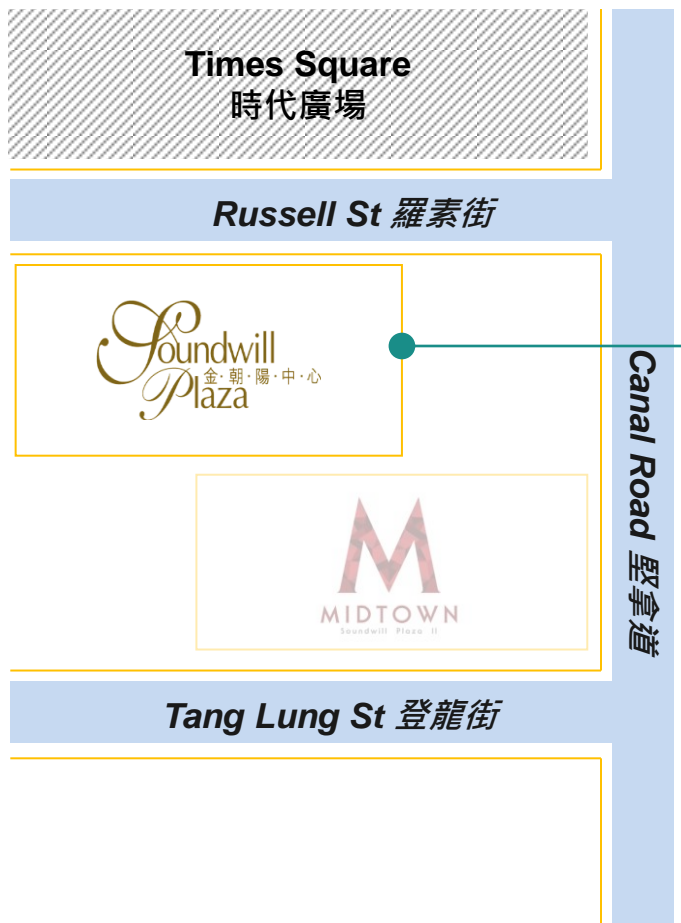 Times Square
時代廣場
Russell St 羅素街
Soundwill
金·朝·陽·中·心
Plaza
Canal Road 堅拿道
MIDTOWN
Soundwill Plaza II
Tang Lung St 登龍街